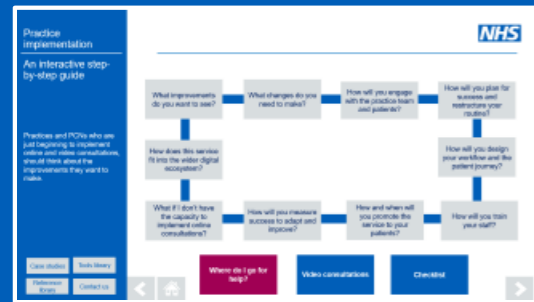 Practice
implementation
An interactive step-
by-step guide
Practices and PCNs who are
just beginning to implement
online and video consultations,
should think about the
improvements they want to
make.
Case studies
Tools library
Reference
library
Contact us
NHS
What improvements
do you want to see?
What changes do you
need to make?
How will you engage
with the practice team
and patients?
How will you plan for
success and
restructure your
routine?
How does this service
fit into the wider digital
ecosystem?
How will you design
your workflow and the
patient journey?
What if I don't have
the capacity to
implement online
consultations?
How will you measure
success to adapt and
improve?
How and when will
you promote the
service to your
patients?
How will you train
your staff?
Where do I go for
help?
Video consultations
Checklist